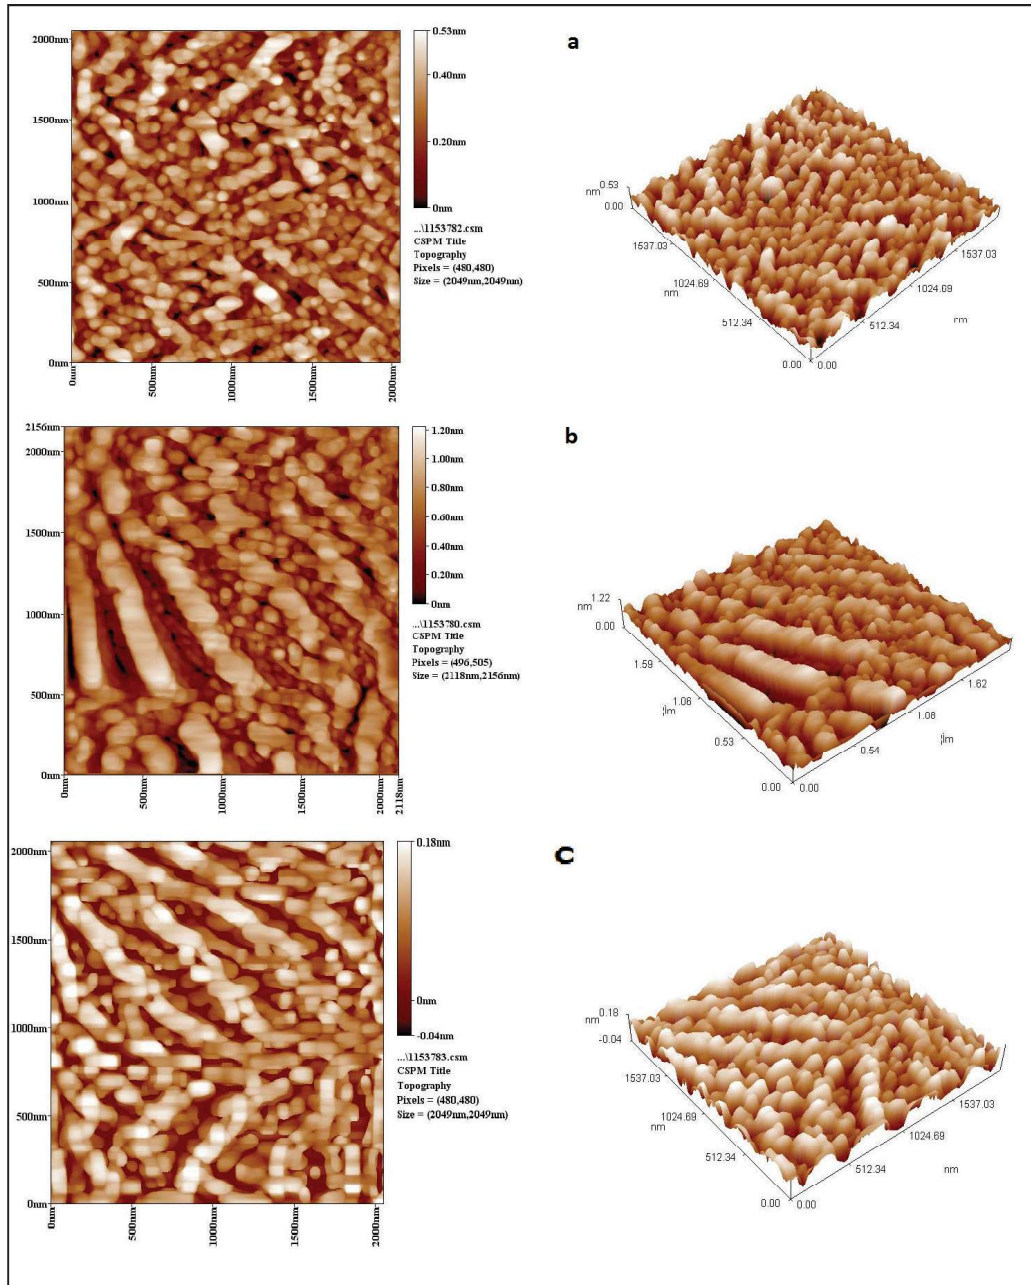 a
2000nm
1500nm
1000nm
500nm
0nm
0nm
500nm
1000nm
1500nm
2000nm
0.53nm
0.40nm
0.20nm
0nm
...\1153782.csm
CSPM Title
Topography
Pixels = (480,480)
Size = (2049nm,2049nm)
nm 0.53
0.00
1537.03
1024.69
nm
512.34
0.00
0.00
512.34
1024.69
1537.03
nm
b
2156nm
2000nm
1500nm
1000nm
500nm
0nm
0nm
500nm
1000nm
1500nm
2000nm
2118nm
1.20nm
1.00nm
0.80nm
0.60nm
0.40nm
0.20nm
0nm
...\1153780.csm
CSPM Title
Topography
Pixels = (496,505)
Size = (2118nm,2156nm)
1.22
nm
0.00
1.59
1.06
¦Ìm
0.53
0.00
0.00
0.54
1.08
1.62
¦Ìm
C
2000nm
1500nm
1000nm
500nm
0nm
0nm
500nm
1000nm
1500nm
2000nm
0.18nm
0nm
-0.04nm
...\1153783.csm
CSPM Title
Topography
Pixels = (480,480)
Size = (2049nm,2049nm)
nm 0.18
-0.04
1537.03
1024.69
nm
512.34
0.00
0.00
512.34
1024.69
1537.03
nm